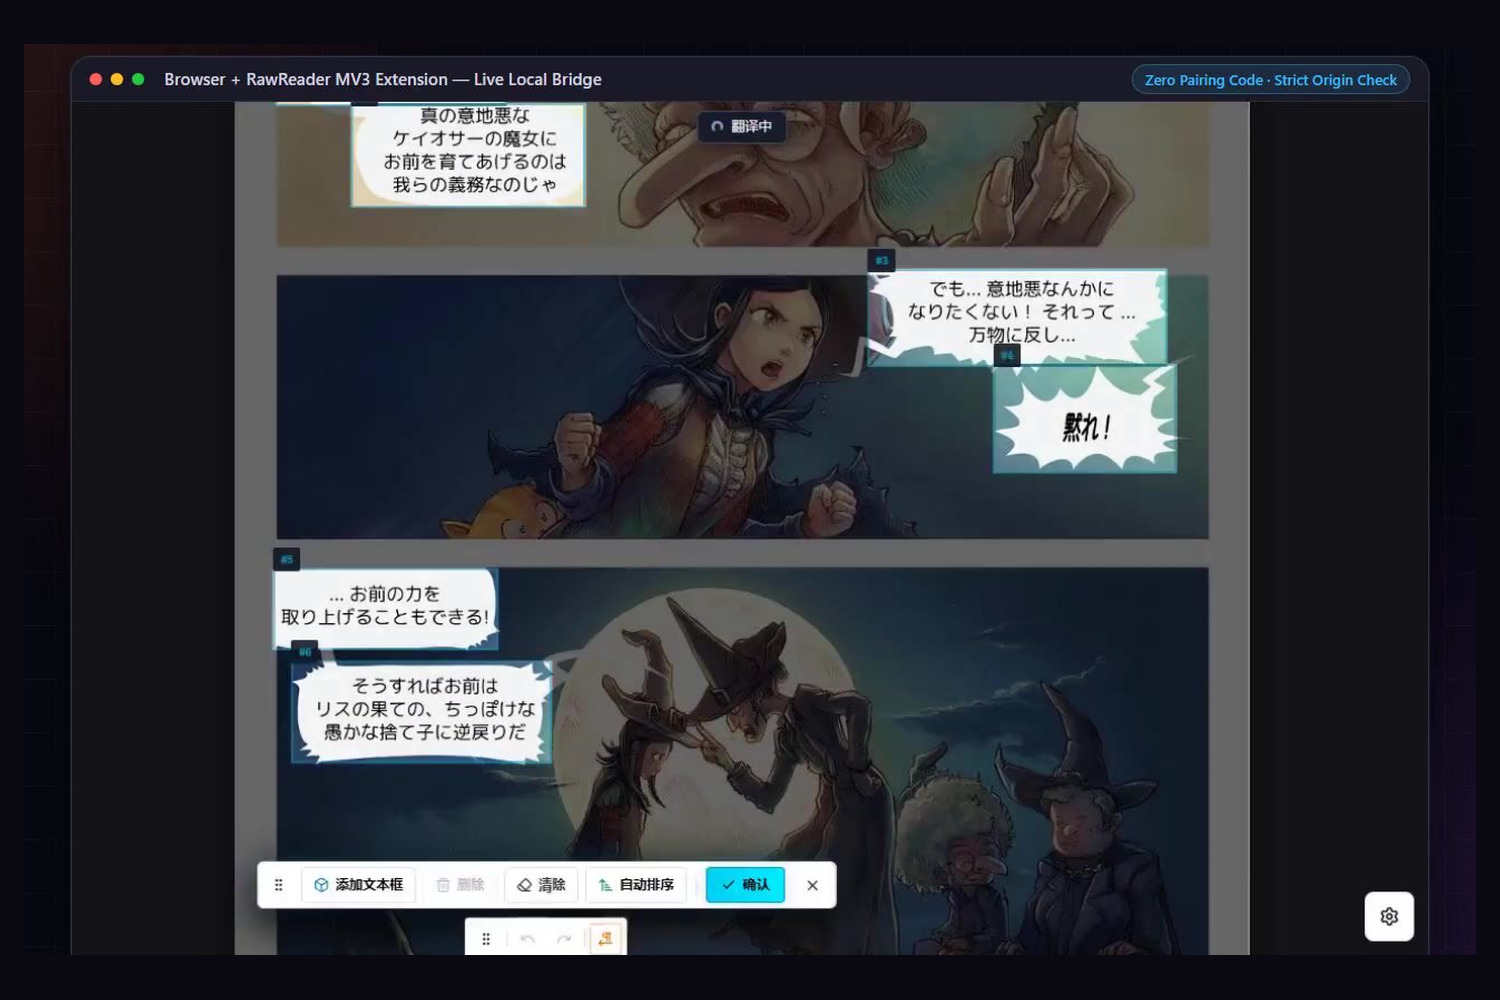 Browser + RawReader MV3 Extension — Live Local Bridge
Zero Pairing Code · Strict Origin Check
真の意地悪な
ケイオサーの魔女に
お前を育てあげるのは
我らの義務なのじゃ
翻译中
#3
でも... 意地悪なんかに
なりたくない！ それって ...
万物に反し...
#4
黙れ！
#5
... お前の力を
取り上げることもできる!
#6
そうすればお前は
リスの果ての、ちっぽけな
愚かな捨て子に逆戻りだ
添加文本框
删除
清除
自动排序
确认